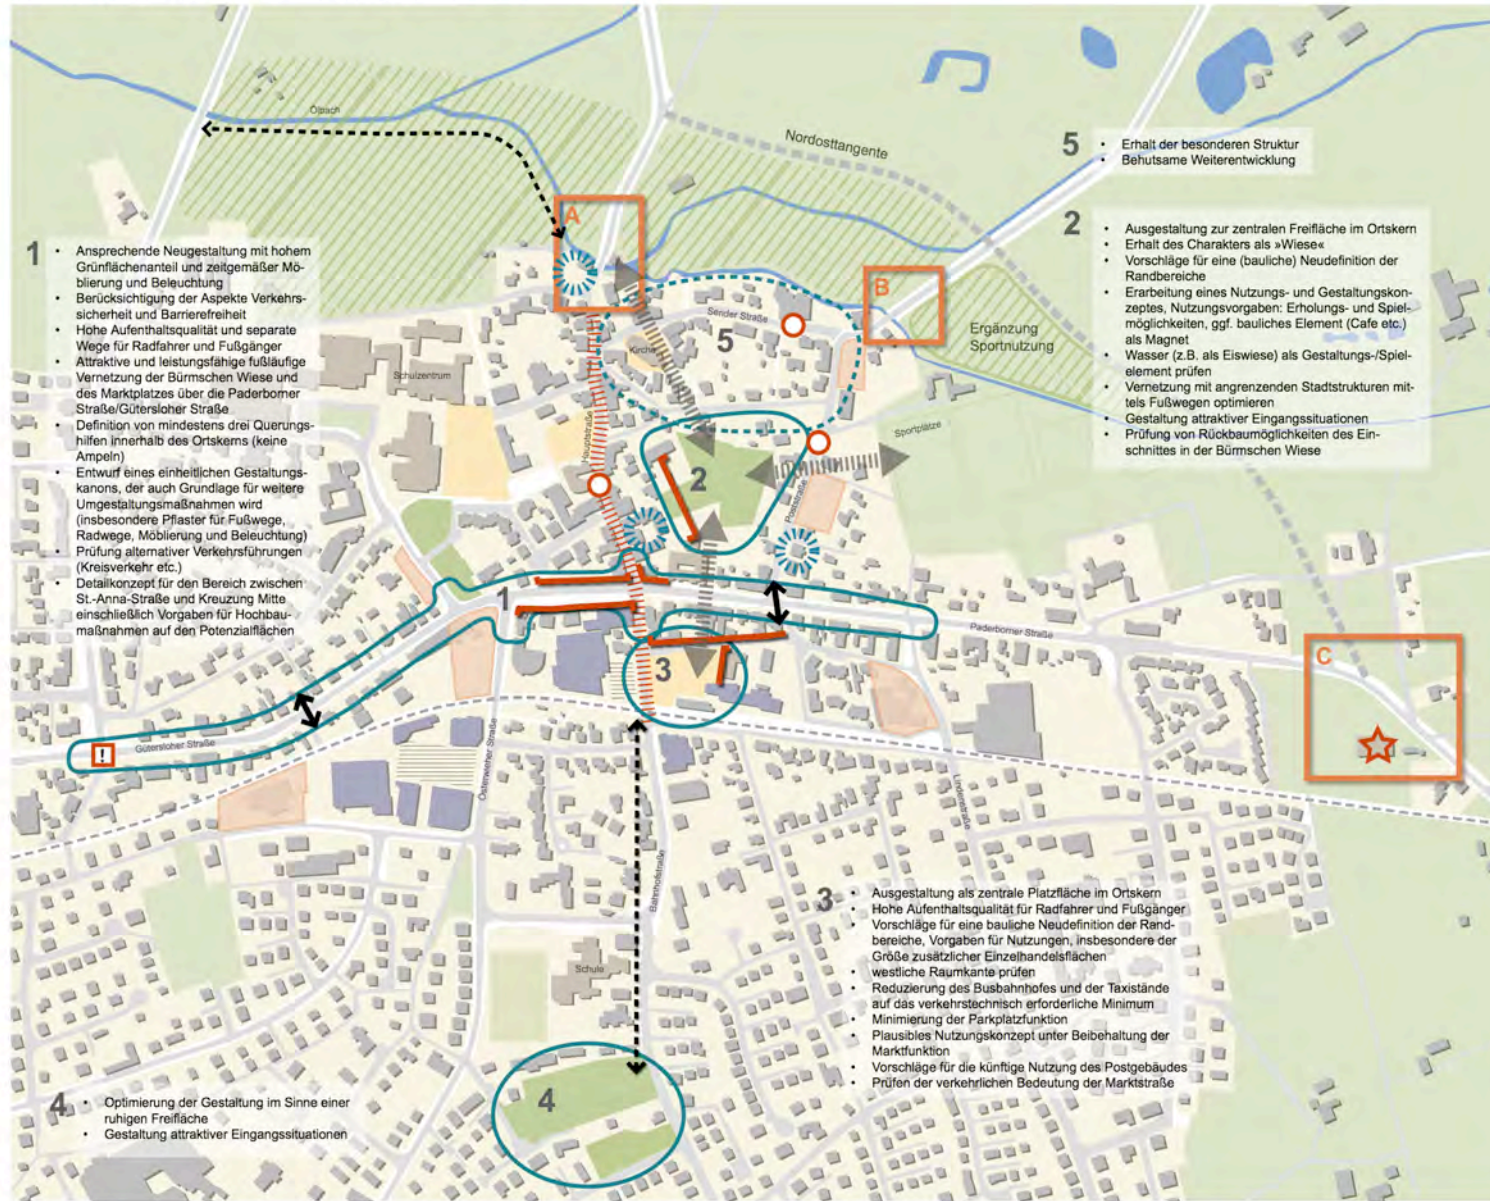 Ölbach
Nordosttangente
5
• Erhalt der besonderen Struktur
• Behutsame Weiterentwicklung
A
1
• Ansprechende Neugestaltung mit hohem
Grünflächenanteil und zeitgemäßer Mö-
blierung und Beleuchtung
• Berücksichtigung der Aspekte Verkehrs-
sicherheit und Barrierefreiheit
• Hohe Aufenthaltsqualität und separate
Wege für Radfahrer und Fußgänger
• Attraktive und leistungsfähige fußläufige
Vernetzung der Bürmschen Wiese und
des Marktplatzes über die Paderborner
Straße/Gütersloher Straße
• Definition von mindestens drei Querungs-
hilfen innerhalb des Ortskerns (keine
Ampeln)
• Entwurf eines einheitlichen Gestaltungs-
kanons, der auch Grundlage für weitere
Umgestaltungsmaßnahmen wird
(insbesondere Pflaster für Fußwege,
Radwege, Möblierung und Beleuchtung)
• Prüfung alternativer Verkehrsführungen
(Kreisverkehr etc.)
• Detailkonzept für den Bereich zwischen
St.-Anna-Straße und Kreuzung Mitte
einschließlich Vorgaben für Hochbau-
maßnahmen auf den Potenzialflächen
2
• Ausgestaltung zur zentralen Freifläche im Ortskern
• Erhalt des Charakters als »Wiese«
• Vorschläge für eine (bauliche) Neudefinition der
Randbereiche
• Erarbeitung eines Nutzungs- und Gestaltungskon-
zeptes, Nutzungsvorgaben: Erholungs- und Spiel-
möglichkeiten, ggf. bauliches Element (Cafe etc.)
als Magnet
• Wasser (z.B. als Eiswiese) als Gestaltungs-/Spiel-
element prüfen
• Vernetzung mit angrenzenden Stadtstrukturen mit-
tels Fußwegen optimieren
• Gestaltung attraktiver Eingangssituationen
• Prüfung von Rückbaumöglichkeiten des Ein-
schnittes in der Bürmschen Wiese
B
Sender Straße
5
Ergänzung
Sportnutzung
Kirche
Schulzentrum
Hauptstraße
Sportplätze
2
Poststraße
1
Paderborner Straße
C
3
Gütersloher Straße
!
Osterwieher Straße
Lindenstraße
Bahnhofstraße
Schule
3
• Ausgestaltung als zentrale Platzfläche im Ortskern
• Hohe Aufenthaltsqualität für Radfahrer und Fußgänger
• Vorschläge für eine bauliche Neudefinition der Rand-
bereiche, Vorgaben für Nutzungen, insbesondere der
Größe zusätzlicher Einzelhandelsflächen
• westliche Raumkante prüfen
• Reduzierung des Busbahnhofes und der Taxistände
auf das verkehrstechnisch erforderliche Minimum
• Minimierung der Parkplatzfunktion
• Plausibles Nutzungskonzept unter Beibehaltung der
Marktfunktion
• Vorschläge für die künftige Nutzung des Postgebäudes
• Prüfen der verkehrlichen Bedeutung der Marktstraße
4
• Optimierung der Gestaltung im Sinne einer
ruhigen Freifläche
• Gestaltung attraktiver Eingangssituationen
4